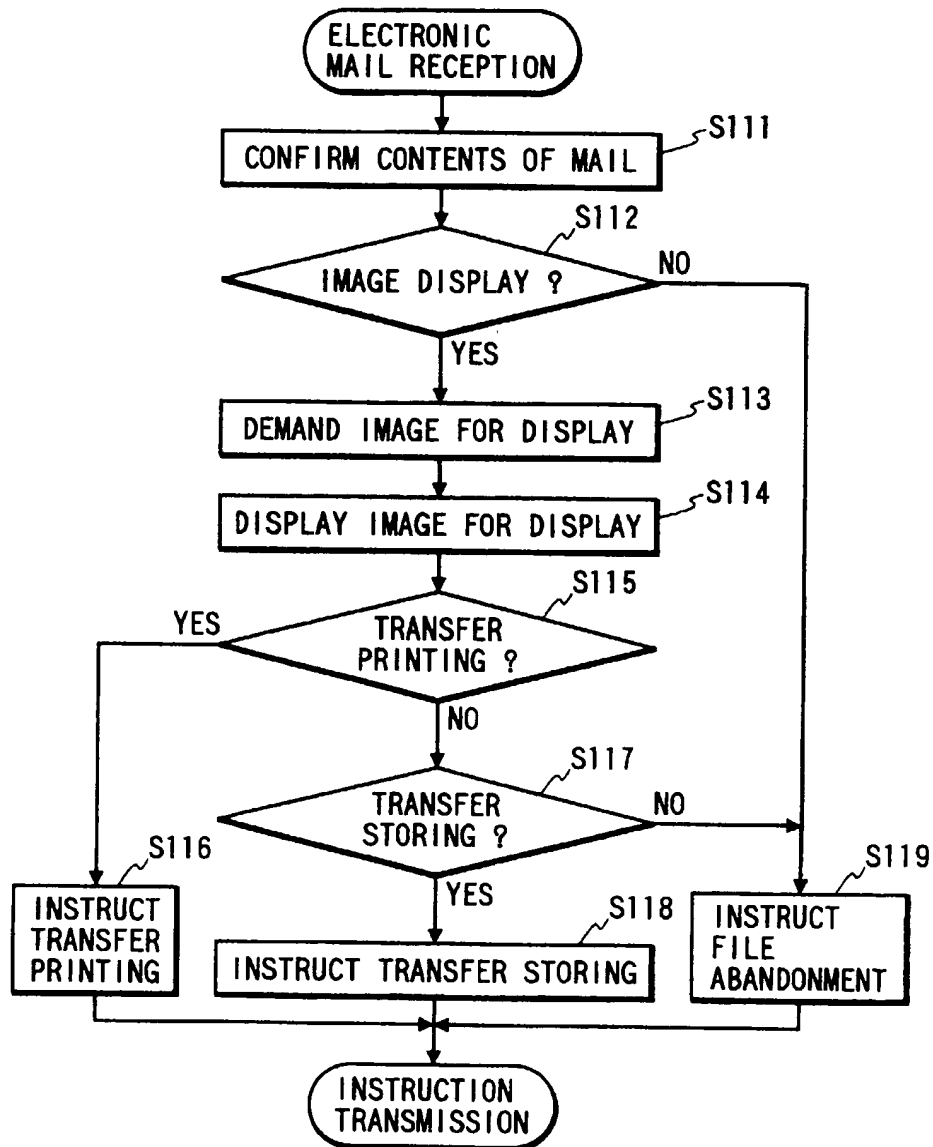 ELECTRONIC
MAIL RECEPTION
S111
CONFIRM CONTENTS OF MAIL
S112
IMAGE DISPLAY ?
NO
YES
S113
DEMAND IMAGE FOR DISPLAY
S114
DISPLAY IMAGE FOR DISPLAY
S115
YES
TRANSFER
PRINTING ?
NO
S117
TRANSFER
STORING ?
NO
YES
S116
INSTRUCT
TRANSFER
PRINTING
S118
INSTRUCT TRANSFER STORING
S119
INSTRUCT
FILE
ABANDONMENT
INSTRUCTION
TRANSMISSION